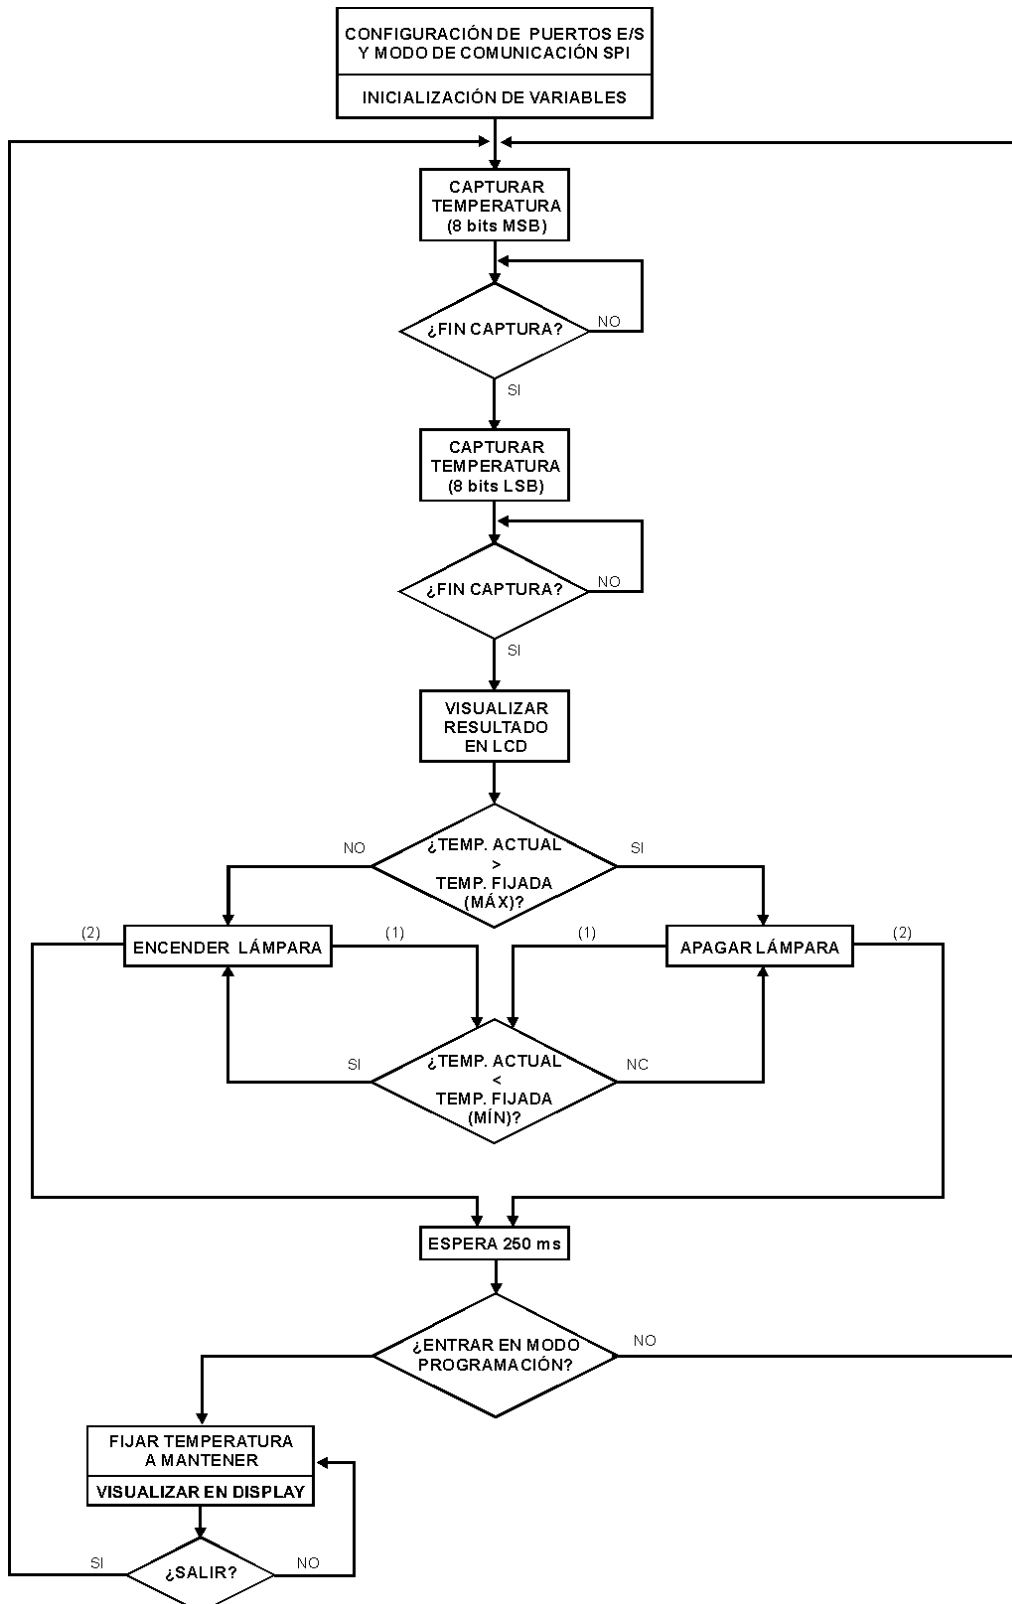 CONFIGURACIÓN DE PUERTOS E/S
Y MODO DE COMUNICACIÓN SPI
INICIALIZACIÓN DE VARIABLES
CAPTURAR
TEMPERATURA
(8 bits MSB)
¿FIN CAPTURA?
NO
SI
CAPTURAR
TEMPERATURA
(8 bits LSB)
¿FIN CAPTURA?
NO
SI
VISUALIZAR
RESULTADO
EN LCD
NO
¿TEMP. ACTUAL
>
TEMP. FIJADA
(MÁX)?
SI
(2)
ENCENDER LÁMPARA
(1)
(1)
APAGAR LÁMPARA
(2)
SI
¿TEMP. ACTUAL
<
TEMP. FIJADA
(MÍN)?
NC
ESPERA 250 ms
¿ENTRAR EN MODO
PROGRAMACIÓN?
NO
FIJAR TEMPERATURA
A MANTENER
VISUALIZAR EN DISPLAY
SI
¿SALIR?
NO